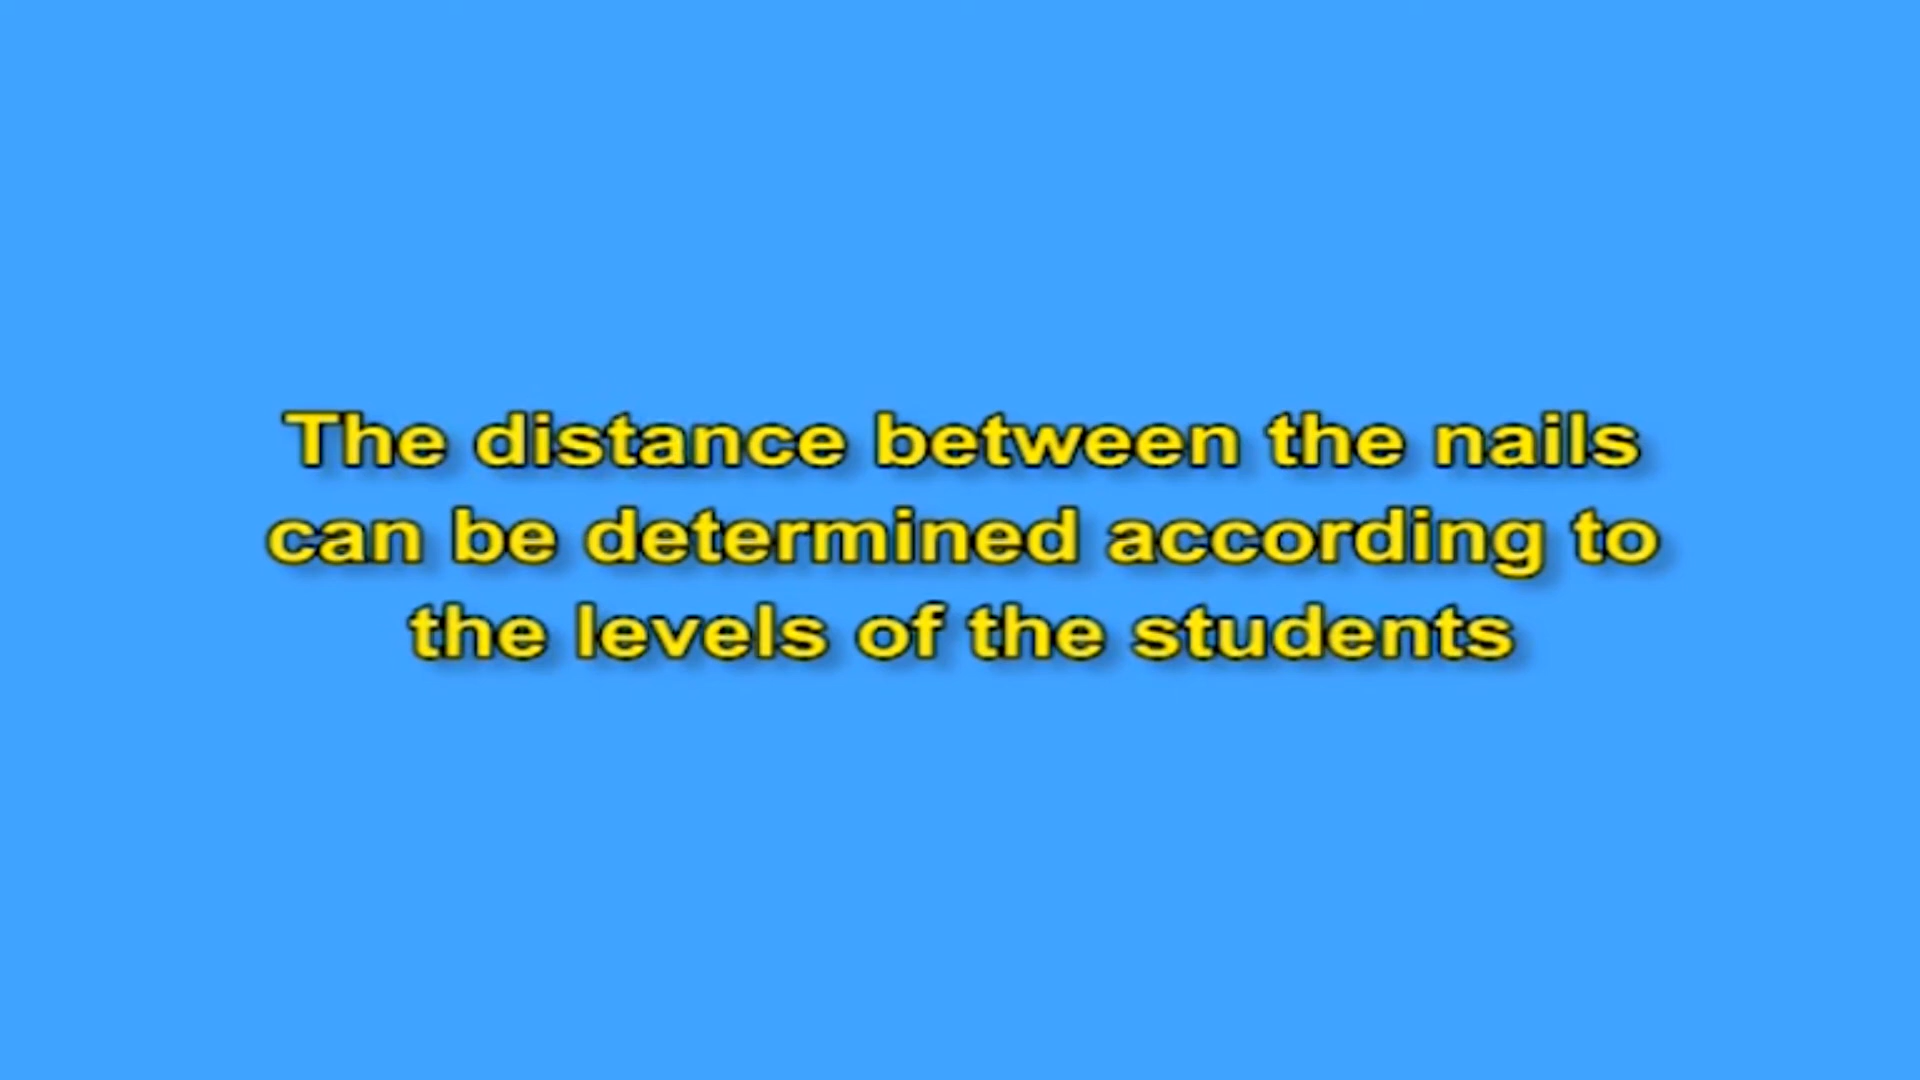 The distance between the nails
can be determined according to
the levels of the students